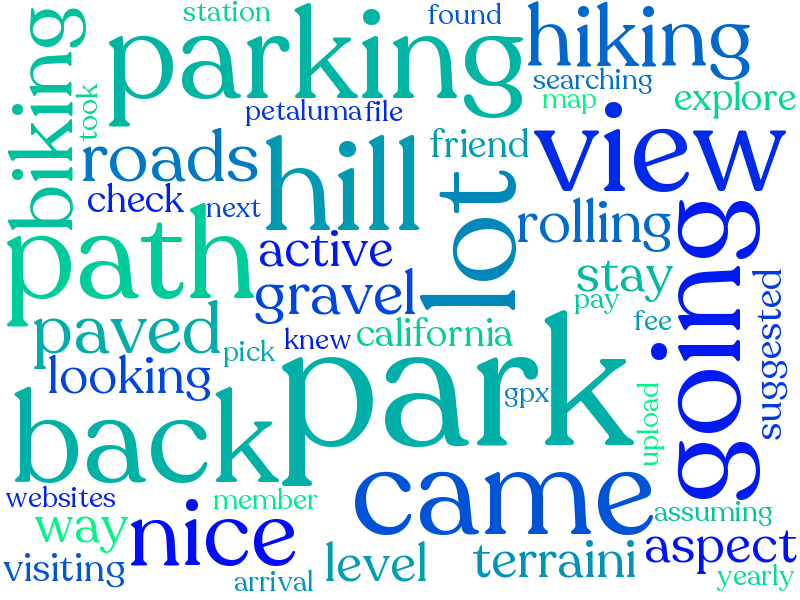 station
found
parking
hiking
biking
took
searching
map
explore
petaluma
file
roads
hill
friend
view
check
next
lot
rolling
going
path
active
gravel
stay
pay
fee
suggested
paved
pick
knew
california
looking
park
gpx
upload
back
came
websites
member
way
nice
assuming
aspect
visiting
arrival
level
terraini
yearly